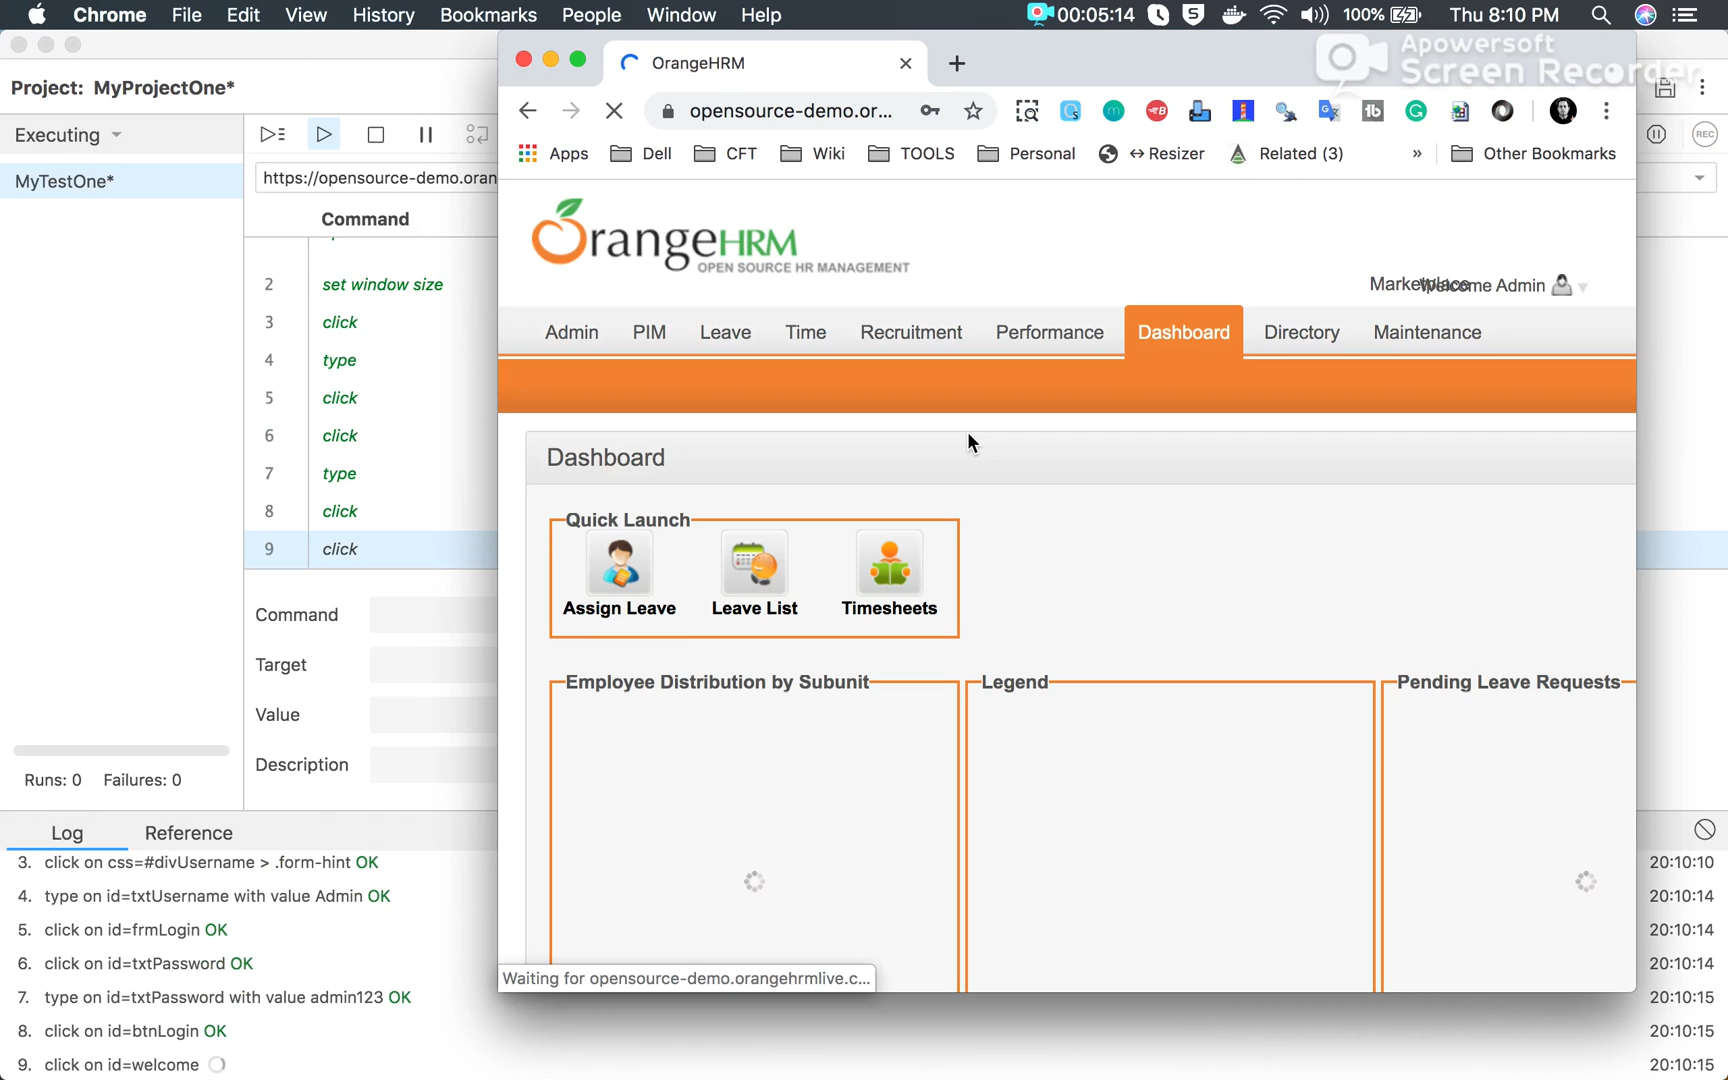 Chrome File Edit View History Bookmarks People Window Help 00:05:14 S 100% Thu 8:10 PM
Apowersoft
Screen Recorder
Project: MyProjectOne*
OrangeHRM
opensource-demo.or...
Executing
REC
Apps Dell CFT Wiki TOOLS Personal ↔Resizer Related (3) » Other Bookmarks
MyTestOne*
https://opensource-demo.oran
Command
OrangeHRM
OPEN SOURCE HR MANAGEMENT
Marketplace
Welcome Admin
Admin PIM Leave Time Recruitment Performance Dashboard Directory Maintenance
2 set window size
3 click
4 type
5 click
6 click
7 type
8 click
9 click
Dashboard
Quick Launch
Assign Leave Leave List Timesheets
Employee Distribution by Subunit
Legend
Pending Leave Requests
Command
Target
Value
Description
Runs: 0 Failures: 0
Log Reference
3. click on css=#divUsername > .form-hint OK 20:10:10
4. type on id=txtUsername with value Admin OK 20:10:14
5. click on id=frmLogin OK 20:10:14
6. click on id=txtPassword OK 20:10:14
7. type on id=txtPassword with value admin123 OK 20:10:15
8. click on id=btnLogin OK 20:10:15
9. click on id=welcome 20:10:15
Waiting for opensource-demo.orangehrmlive.c...